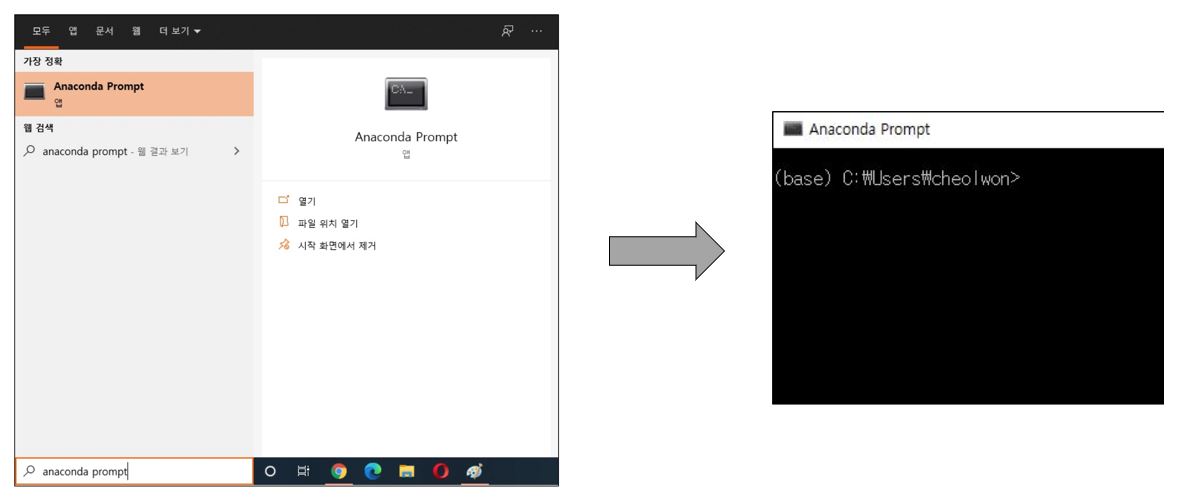 모두 앱 문서 웹 더 보기
가장 정확
Anaconda Prompt
앱
웹 검색
anaconda prompt - 웹 결과 보기
C:\_
Anaconda Prompt
앱
열기
파일 위치 열기
시작 화면에서 제거
anaconda prompt
Anaconda Prompt
(base) C:₩Users₩cheolwon>